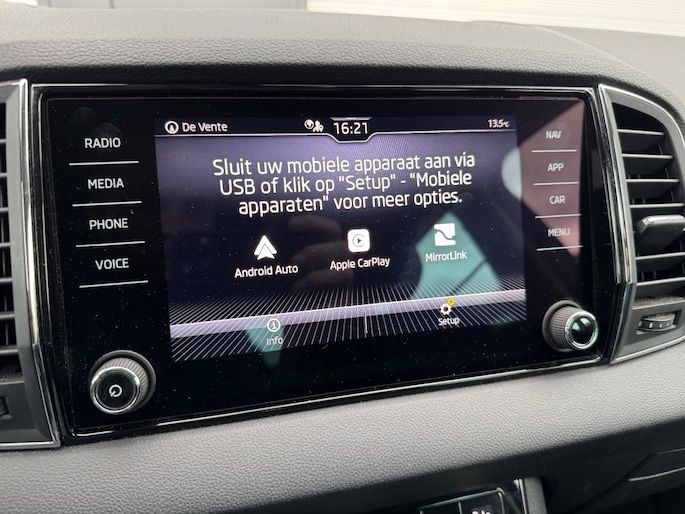 De Vente 16:21 13.5°C
RADIO
MEDIA
PHONE
VOICE
Sluit uw mobiele apparaat aan via
USB of klik op "Setup" - "Mobiele
apparaten" voor meer opties.
Android Auto Apple CarPlay MirrorLink
Info Setup
NAV
APP
CAR
MENU